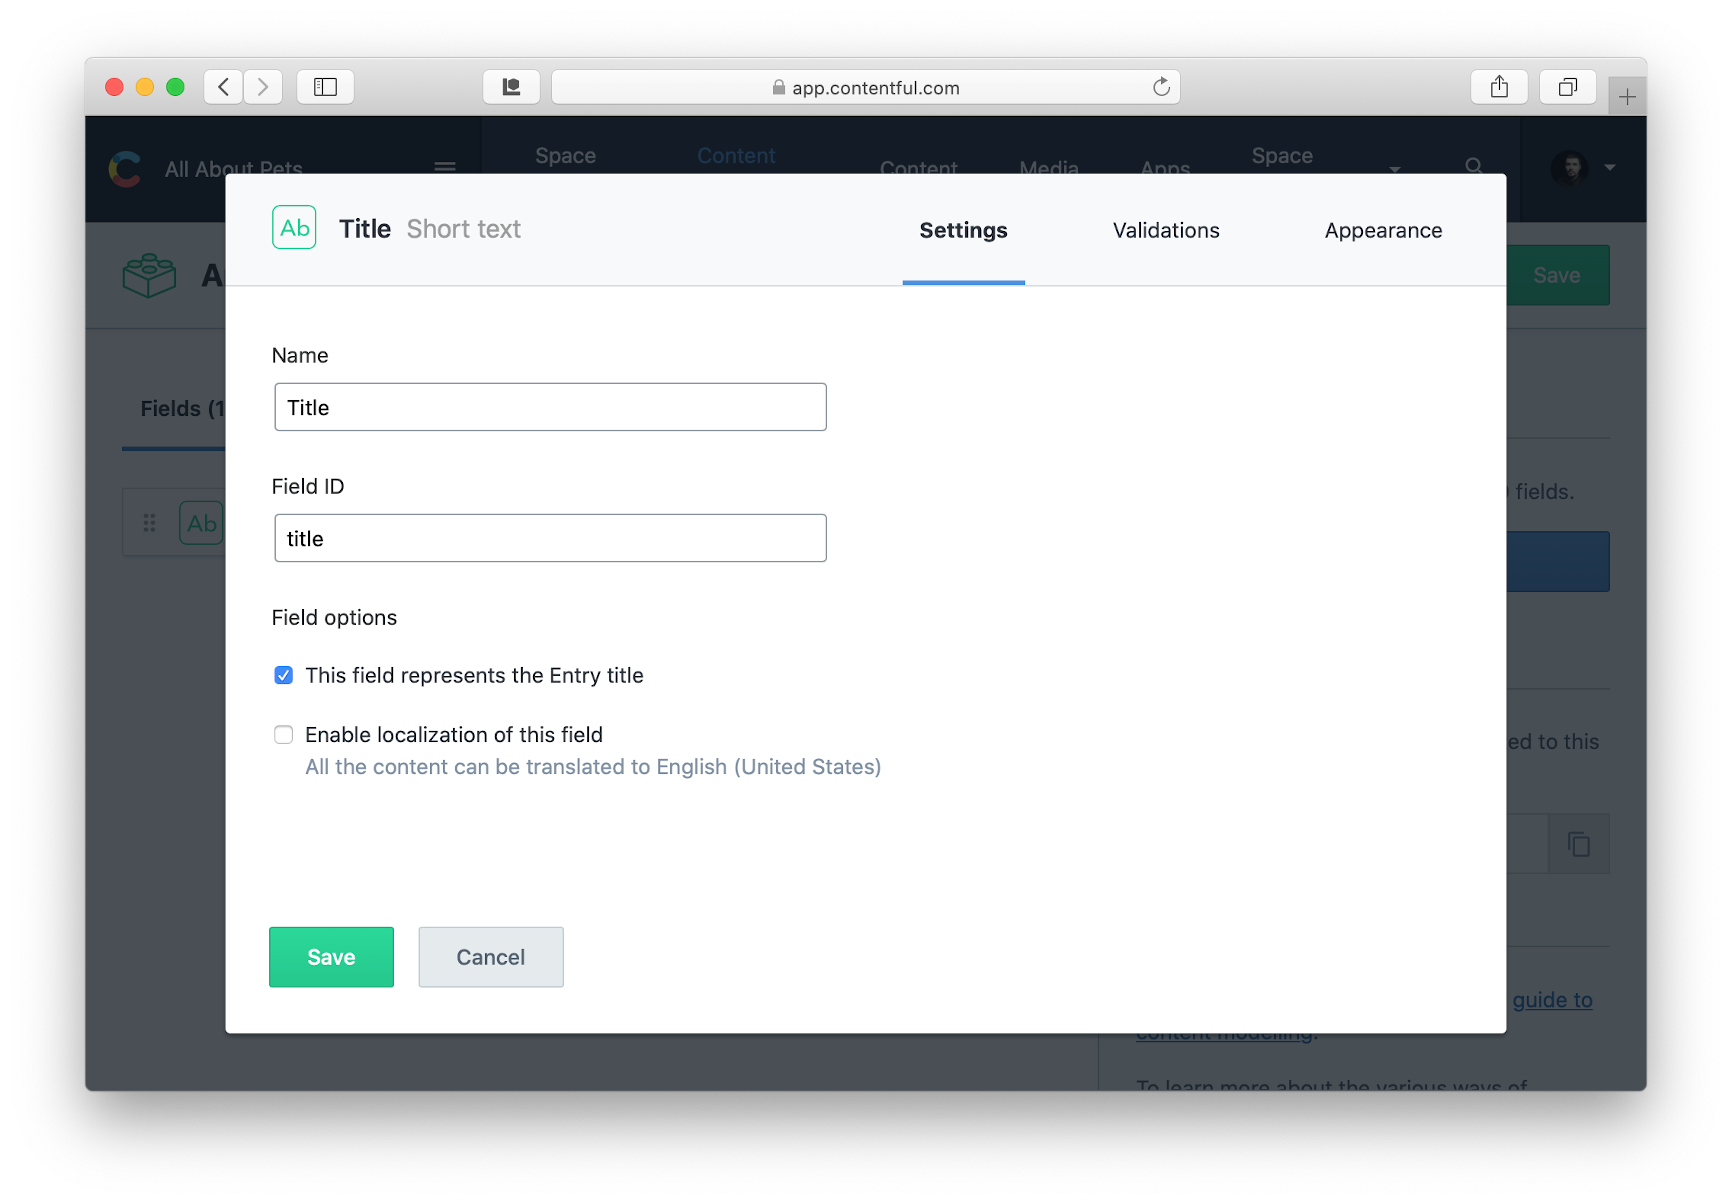 app.contentful.com
All About Pets
Space
Content
Content
Media
Apps
Space
Ab Title Short text
Settings
Validations
Appearance
Save
Name
Title
Fields (1
Field ID
title
fields.
Ab
Field options
This field represents the Entry title
Enable localization of this field
ed to this
All the content can be translated to English (United States)
Save
Cancel
guide to
content modelling.
To learn more about the various ways of